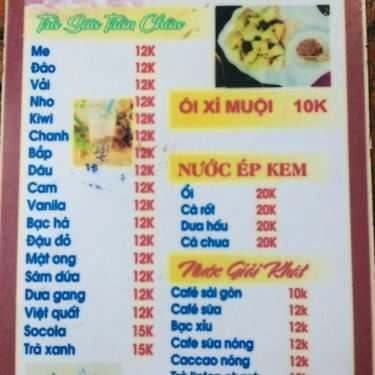 Trà Sữa Trân Châu
Me 12K
Đào 12K
Vải 12K
Nho 12K
Kiwi 12K
Chanh 12K
Bắp 12K
Dâu 12K
Cam 12K
Vanila 12K
Bạc hà 12K
Đậu đỏ 12K
Mật ong 12K
Sâm dứa 12K
Dưa gang 12K
Việt quất 12K
Socola 15K
Trà xanh 15K
ỔI XÍ MUỘI 10K
NƯỚC ÉP KEM
Ổi 20K
Cà rốt 20K
Dưa hấu 20K
Cà chua 20K
Nước Giải Khát
Café sài gòn 10k
Café sữa 12K
Bạc xỉu 12K
Cafe sữa nóng 12K
Caccao nóng 12K